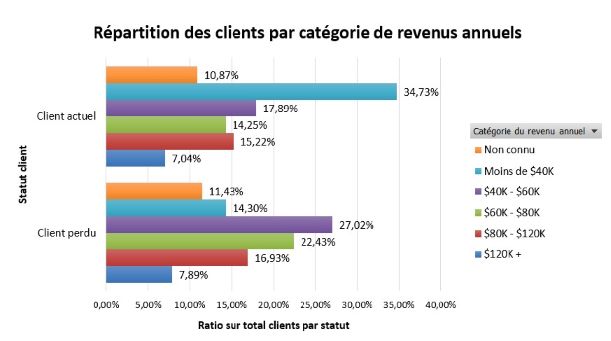 Répartition des clients par catégorie de revenus annuels
10,87%
34,73%
Client actuel
17,89%
14,25%
15,22%
7,04%
Statut client
11,43%
14,30%
Client perdu
27,02%
22,43%
16,93%
7,89%
0,00% 5,00% 10,00% 15,00% 20,00% 25,00% 30,00% 35,00% 40,00%
Ratio sur total clients par statut
Catégorie du revenu annuel
Non connu
Moins de $40K
$40K - $60K
$60K - $80K
$80K - $120K
$120K +